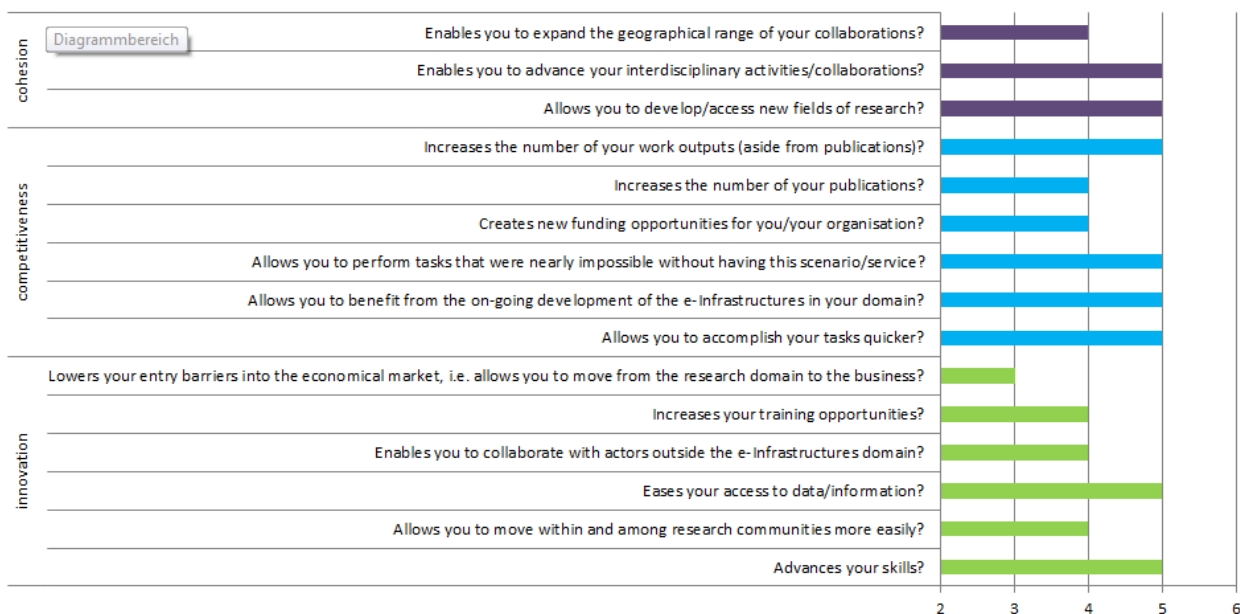 cohesion
Diagrammbereich
Enables you to expand the geographical range of your collaborations?
Enables you to advance your interdisciplinary activities/collaborations?
Allows you to develop/access new fields of research?
competitiveness
Increases the number of your work outputs (aside from publications)?
Increases the number of your publications?
Creates new funding opportunities for you/your organisation?
Allows you to perform tasks that were nearly impossible without having this scenario/service?
Allows you to benefit from the on-going development of the e-Infrastructures in your domain?
Allows you to accomplish your tasks quicker?
innovation
Lowers your entry barriers into the economical market, i.e. allows you to move from the research domain to the business?
Increases your training opportunities?
Enables you to collaborate with actors outside the e-Infrastructures domain?
Eases your access to data/information?
Allows you to move within and among research communities more easily?
Advances your skills?
2 3 4 5 6